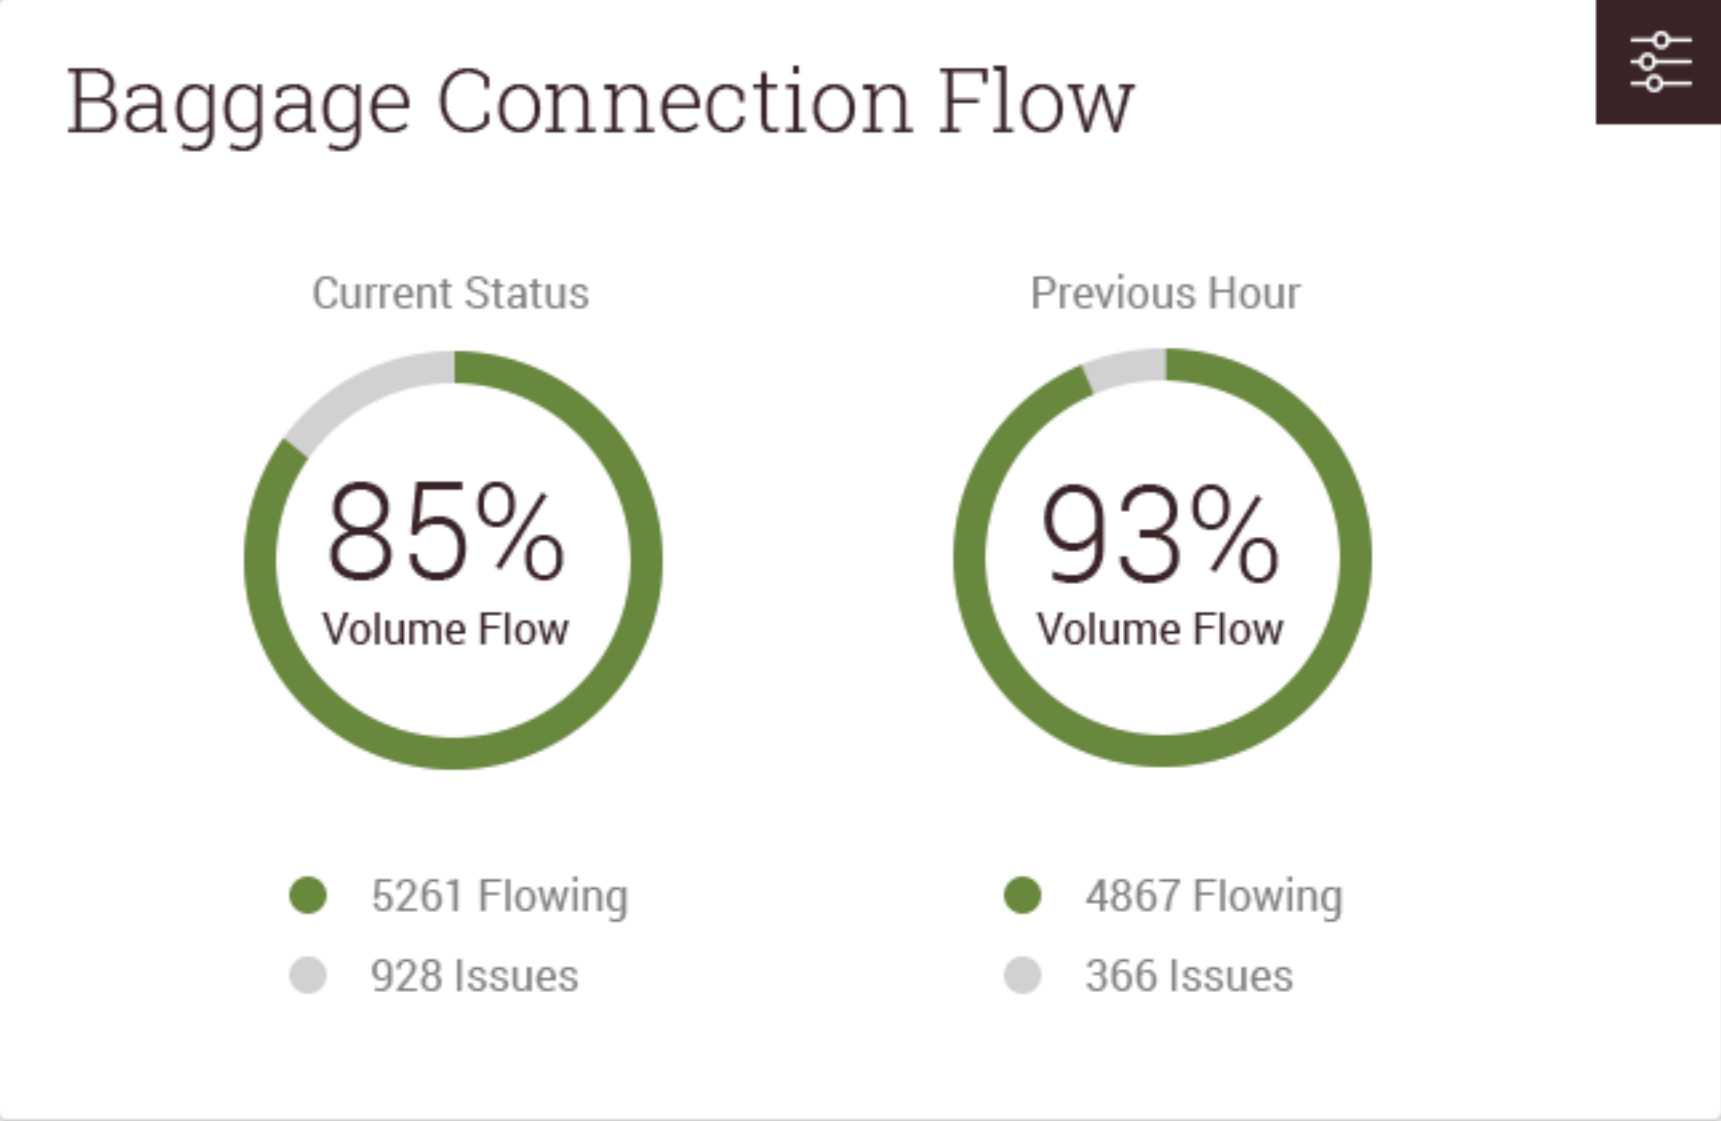 Baggage Connection Flow
Current Status
85%
Volume Flow
5261 Flowing
928 Issues
Previous Hour
93%
Volume Flow
4867 Flowing
366 Issues